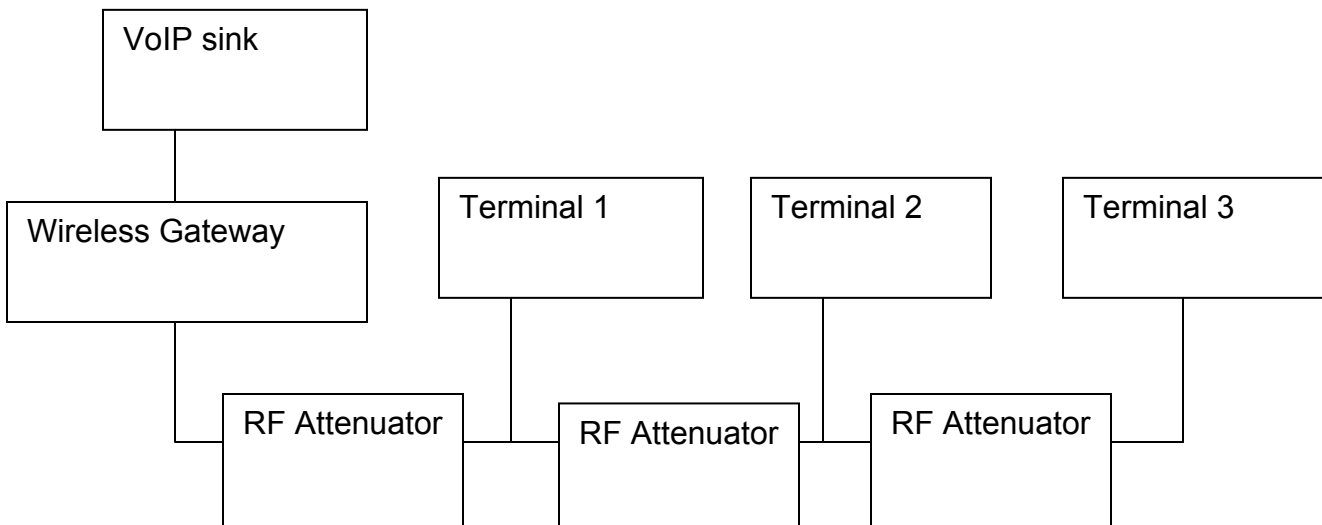 VoIP sink
Wireless Gateway
Terminal 1
Terminal 2
Terminal 3
RF Attenuator
RF Attenuator
RF Attenuator